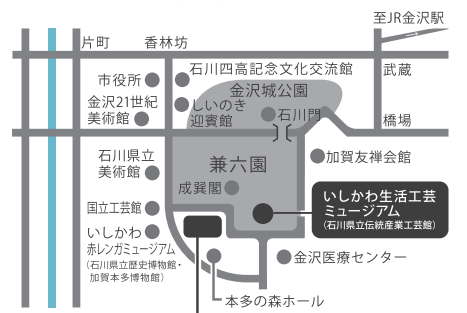 至JR金沢駅
片町
香林坊
武蔵
石川四高記念文化交流館
市役所
金沢城公園
金沢21世紀
美術館
しいのき
迎賓館
石川門
橋場
兼六園
石川県立
美術館
加賀友禅会館
成巽閣
いしかわ生活工芸
ミュージアム
(石川県立伝統産業工芸館)
国立工芸館
いしかわ
赤レンガミュージアム
(石川県立歴史博物館・
加賀本多博物館)
金沢医療センター
本多の森ホール